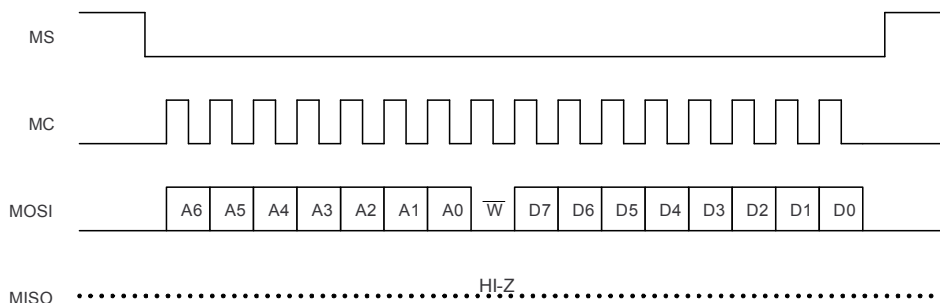 MS
MC
MOSI A6 A5 A4 A3 A2 A1 A0 W̅ D7 D6 D5 D4 D3 D2 D1 D0
HI-Z
MISO